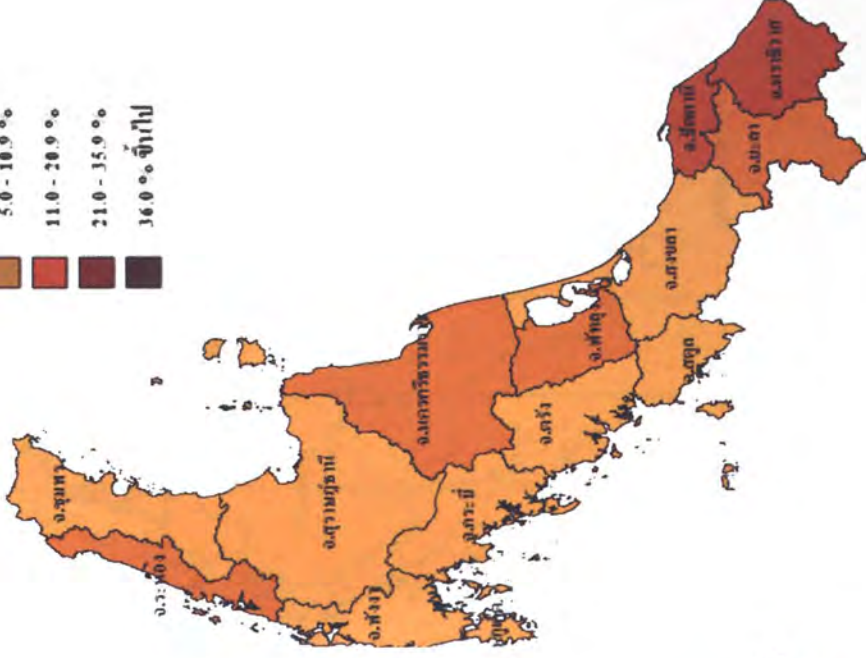 5.0 - 10.9 %
11.0 - 20.9 %
21.0 - 35.9 %
36.0 % ขึ้นไป
จ.ชุมพร
จ.ระนอง
จ.สุราษฎร์ธานี
จ.พังงา
จ.กระบี่
จ.นครศรีธรรมราช
จ.ตรัง
จ.พัทลุง
จ.สตูล
จ.สงขลา
จ.ปัตตานี
จ.ยะลา
จ.นราธิวาส